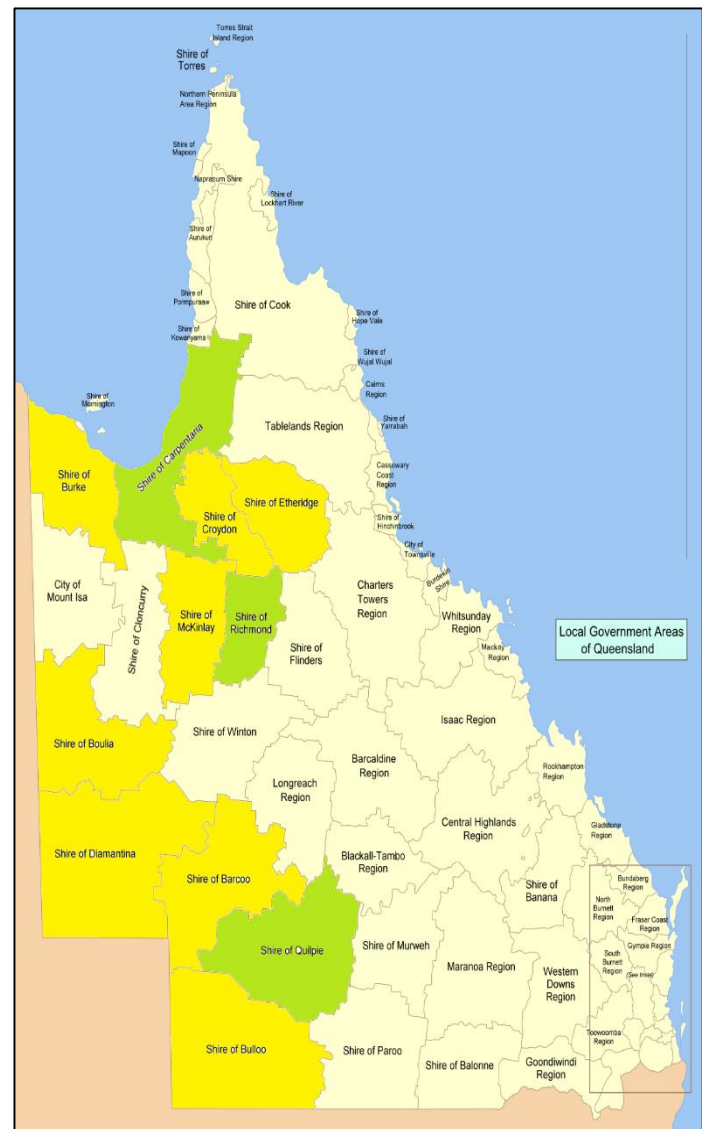 Torres Strait
Island Region
Shire of
Torres
Northern Peninsula
Area Region
Shire of
Mapoon
Napranum Shire
Shire of
Lockhart River
Shire of
Aurukun
Shire of
Pormpuraaw
Shire of Cook
Shire of
Hope Vale
Shire of
Kowanyama
Shire of
Wujal Wujal
Cairns
Region
Shire of
Mornington
Shire of
Yarrabah
Tablelands Region
Shire of Carpentaria
Cassowary
Coast
Region
Shire of
Burke
Shire of
Croydon
Shire of Etheridge
Shire of
Hinchinbrook
City of
Townsville
Burdekin
Shire
City of
Mount Isa
Shire of Cloncurry
Shire of
McKinlay
Shire of
Richmond
Shire of
Flinders
Charters
Towers
Region
Whitsunday
Region
Mackay
Region
Local Government Areas
of Queensland
Shire of Boulia
Shire of Winton
Isaac Region
Longreach
Region
Barcaldine
Region
Rockhampton
Region
Central Highlands
Region
Gladstone
Region
Shire of Diamantina
Shire of Barcoo
Blackall-Tambo
Region
Shire of
Banana
Bundaberg
Region
North
Burnett
Region
Fraser Coast
Region
Shire of Quilpie
Shire of Murweh
Maranoa Region
Western
Downs
Region
South
Burnett
Region
Gympie Region
(See inset)
Toowoomba
Region
Shire of Bulloo
Shire of Paroo
Shire of Balonne
Goondiwindi
Region